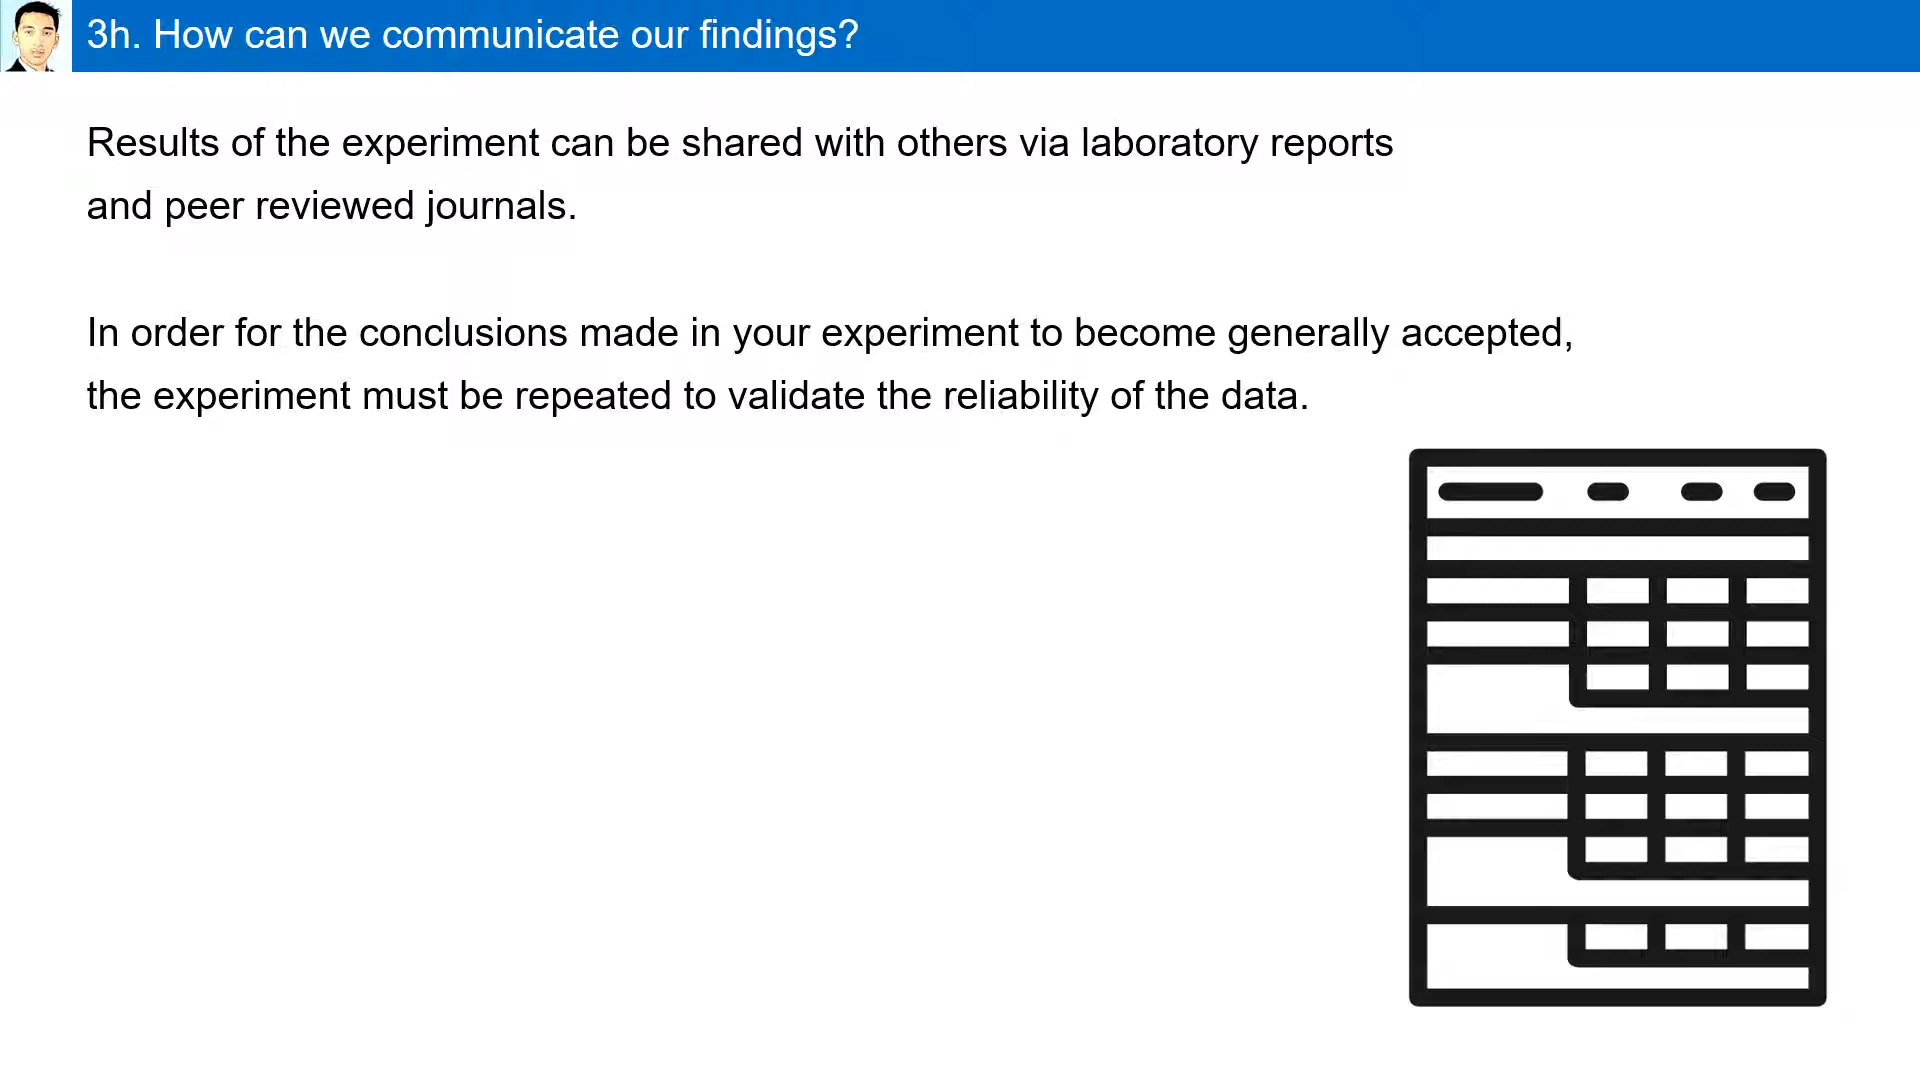 3h. How can we communicate our findings?
Results of the experiment can be shared with others via laboratory reports
and peer reviewed journals.
In order for the conclusions made in your experiment to become generally accepted,
the experiment must be repeated to validate the reliability of the data.